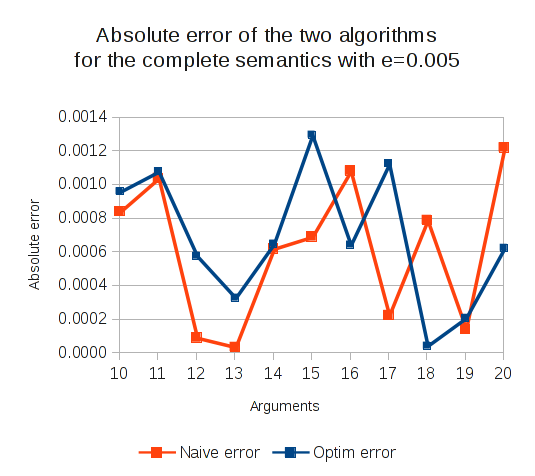 Absolute error of the two algorithms
for the complete semantics with e=0.005
0.0014
0.0012
0.0010
0.0008
0.0006
0.0004
0.0002
0.0000
Absolute error
10 11 12 13 14 15 16 17 18 19 20
Arguments
Naive error Optim error